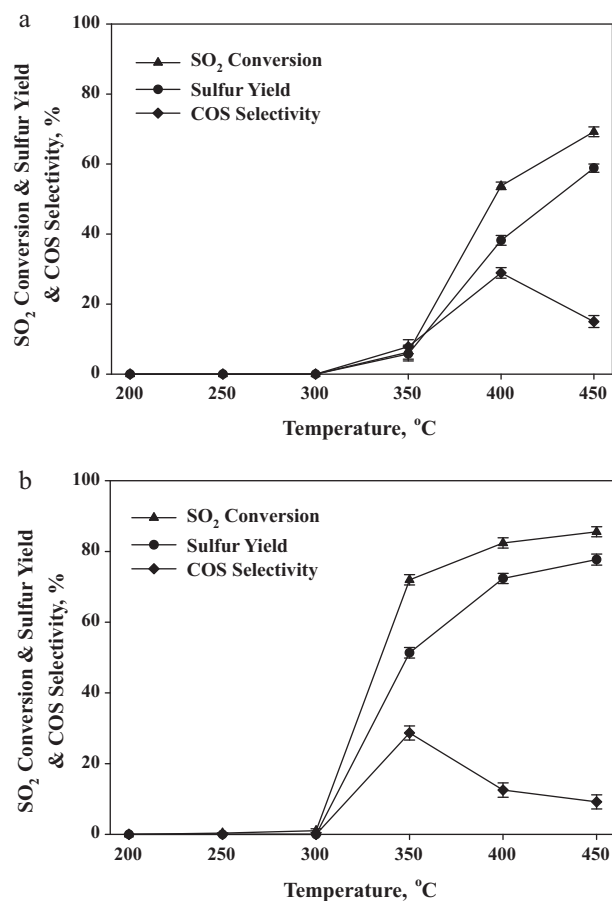 a
100
80
60
40
20
0
SO2 Conversion & Sulfur Yield
& COS Selectivity, %
SO2 Conversion
Sulfur Yield
COS Selectivity
200 250 300 350 400 450
Temperature, oC
b
100
80
60
40
20
0
SO2 Conversion & Sulfur Yield
& COS Selectivity, %
SO2 Conversion
Sulfur Yield
COS Selectivity
200 250 300 350 400 450
Temperature, oC